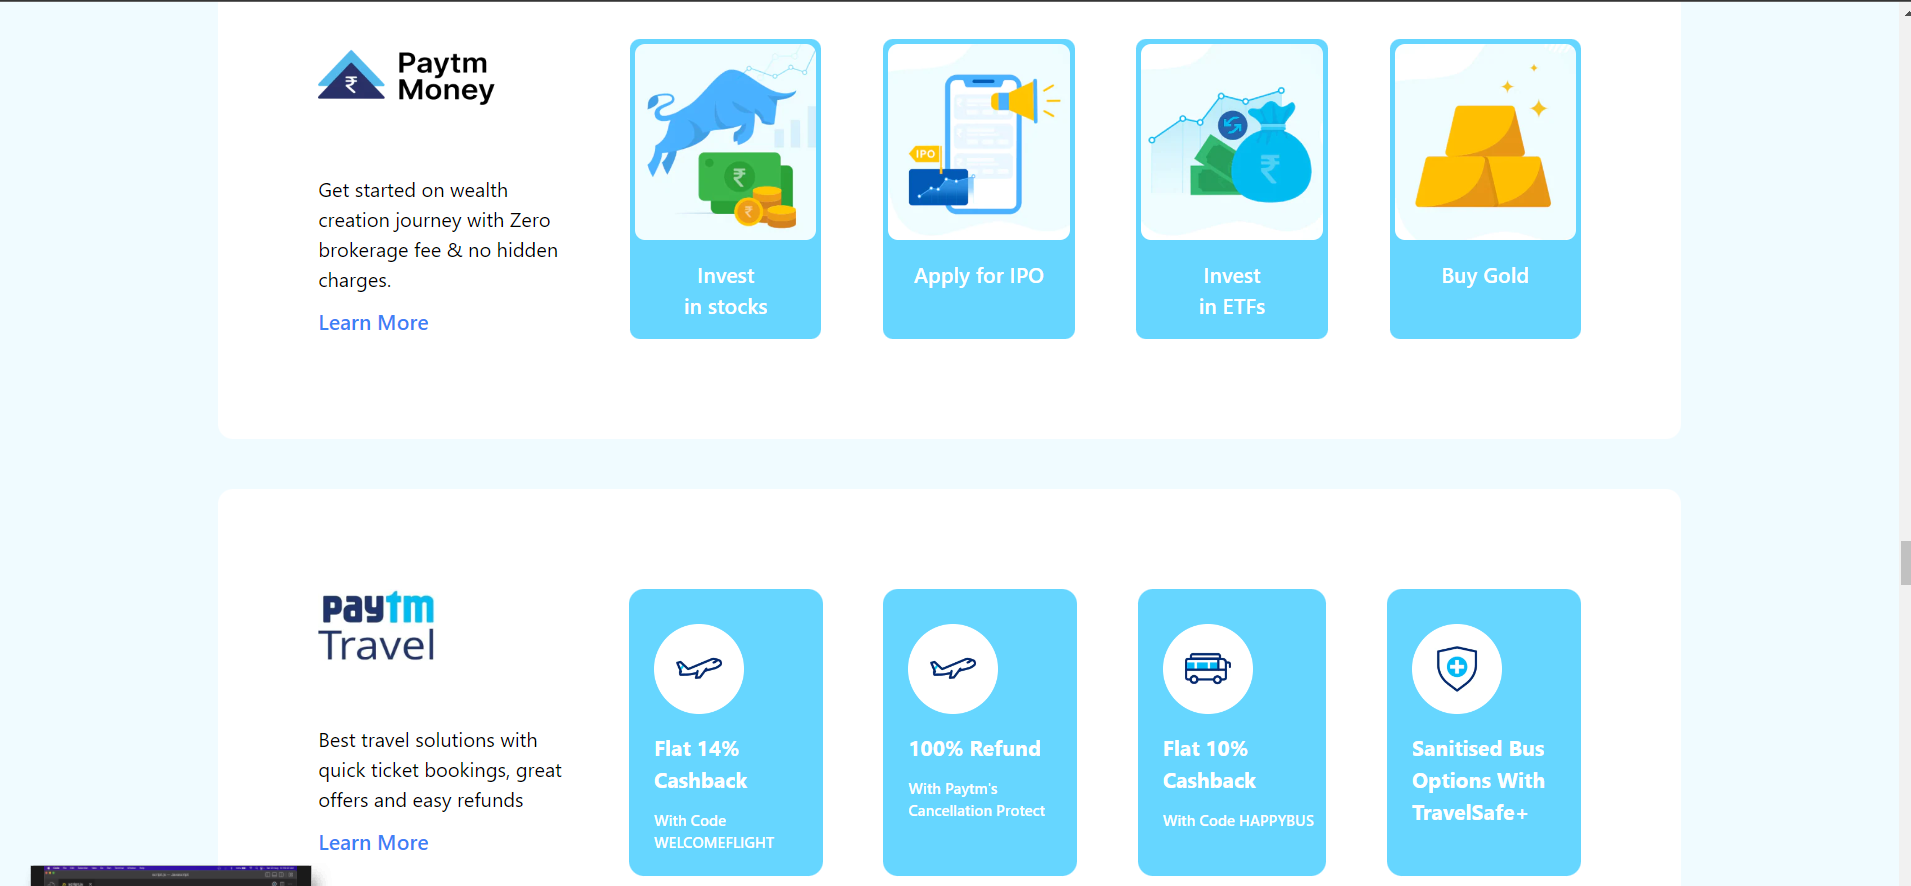 Paytm
Money
Get started on wealth
creation journey with Zero
brokerage fee & no hidden
charges.
Learn More
₹
₹
₹
Invest
in stocks
IPO
Apply for IPO
₹
Invest
in ETFs
Buy Gold
paytm
Travel
Best travel solutions with
quick ticket bookings, great
offers and easy refunds
Learn More
Flat 14%
Cashback
With Code
WELCOMEFLIGHT
100% Refund
With Paytm's
Cancellation Protect
Flat 10%
Cashback
With Code HAPPYBUS
Sanitised Bus
Options With
TravelSafe+